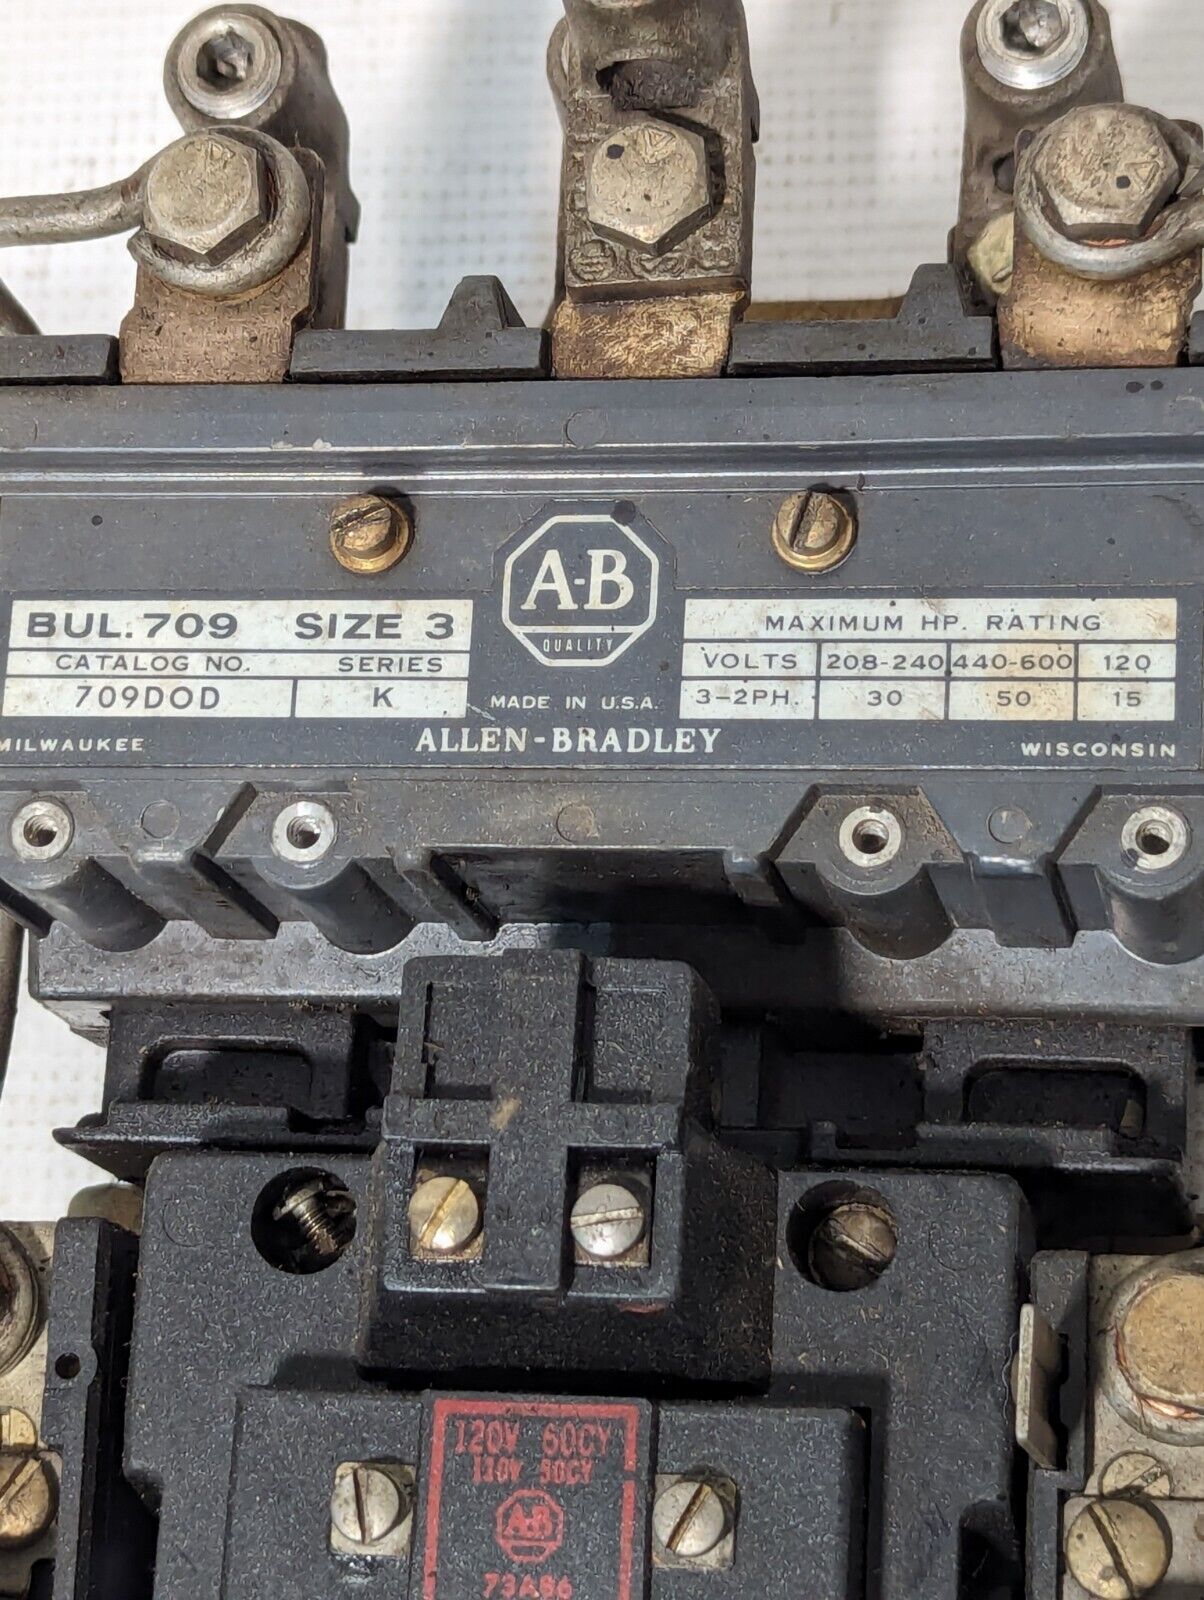 A-B
QUALITY
BUL. 709 SIZE 3
CATALOG NO. SERIES
709DOD K
MADE IN U.S.A.
MAXIMUM HP. RATING
VOLTS 208-240 440-600 120
3-2PH. 30 50 15
MILWAUKEE ALLEN-BRADLEY WISCONSIN
120V 60CY
110V 50CY
A-B
73A86